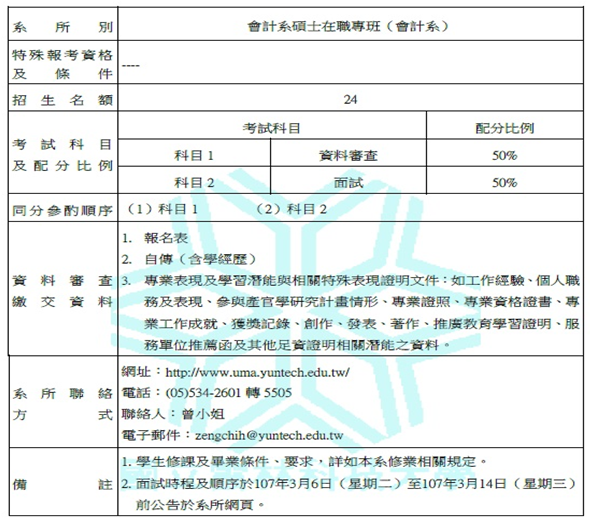 系所別 會計系碩士在職專班（會計系）
特殊報考資格
及條件
----
招生名額 24
考試科目
及配分比例
考試科目 配分比例
科目1 資料審查 50%
科目2 面試 50%
同分參酌順序 （1）科目1 （2）科目2
資料審查
繳交資料
1. 報名表
2. 自傳（含學經歷）
3. 專業表現及學習潛能與相關特殊表現證明文件：如工作經驗、個人職
務及表現、參與產官學研究計畫情形、專業證照、專業資格證書、專
業工作成就、獲獎記錄、創作、發表、著作、推廣教育學習證明、服
務單位推薦函及其他足資證明相關潛能之資料。
系所聯絡
方式
網址：http://www.uma.yuntech.edu.tw/
電話：(05)534-2601 轉 5505
聯絡人：曾小姐
電子郵件：zengchih@yuntech.edu.tw
備註
1. 學生修課及畢業條件、要求，詳如本系修業相關規定。
2. 面試時程及順序於107年3月6日（星期二）至107年3月14日（星期三）
前公告於系所網頁。
國立雲林科技大學